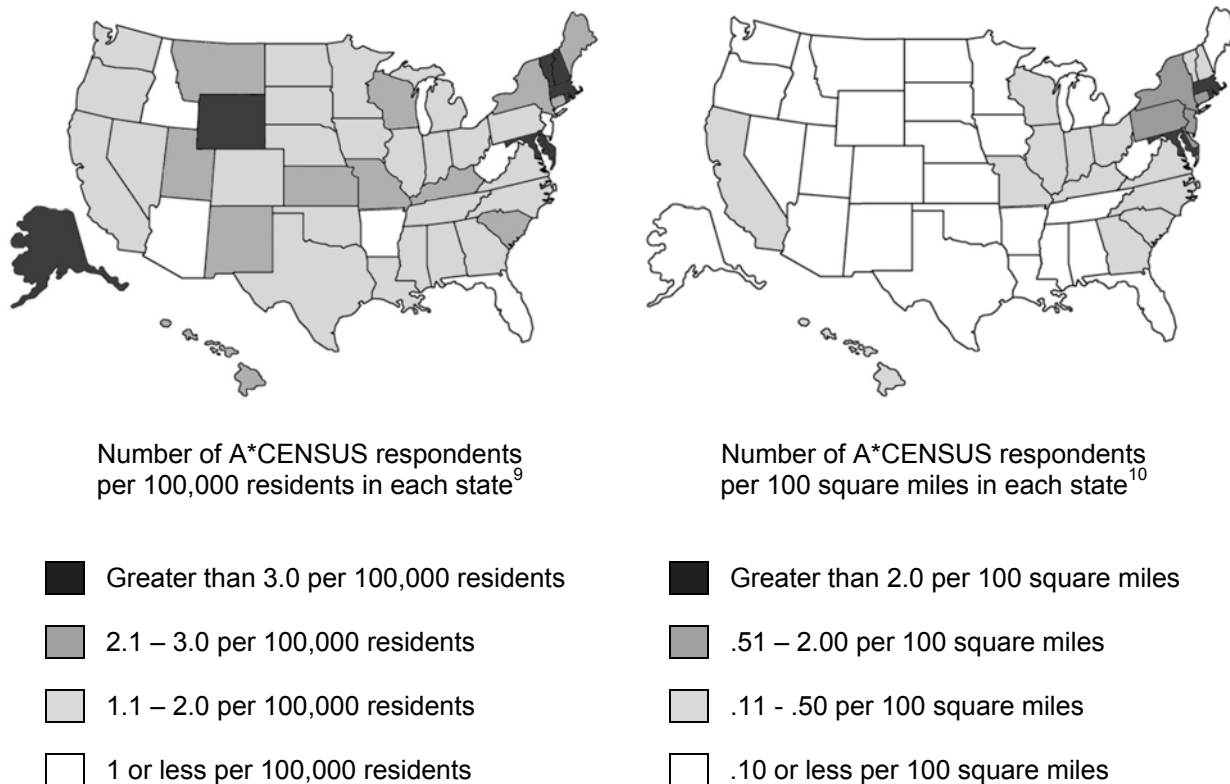 Number of A*CENSUS respondents
per 100,000 residents in each state9
Greater than 3.0 per 100,000 residents
2.1 – 3.0 per 100,000 residents
1.1 – 2.0 per 100,000 residents
1 or less per 100,000 residents
Number of A*CENSUS respondents
per 100 square miles in each state10
Greater than 2.0 per 100 square miles
.51 – 2.00 per 100 square miles
.11 - .50 per 100 square miles
.10 or less per 100 square miles